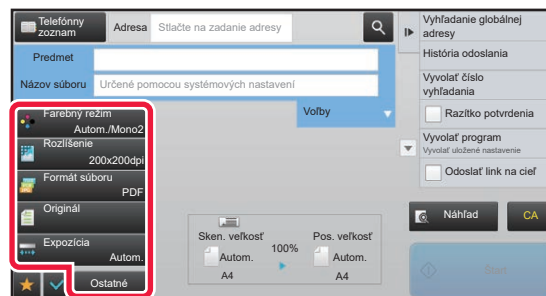 Telefónny
zoznam
Adresa
Stlačte na zadanie adresy
Predmet
Názov súboru
Určené pomocou systémových nastavení
Voľby
Farebný režim
Autom./Mono2
Rozlíšenie
200x200dpi
Formát súboru
PDF
Originál
Expozícia
Autom.
Ostatné
Sken. veľkosť
Autom.
A4
100%
Pos. veľkosť
Autom.
A4
Vyhľadanie globálnej
adresy
História odoslania
Vyvolať číslo
vyhľadania
Razítko potvrdenia
Vyvolať program
Vyvolať uložené nastavenie
Odoslať link na cieľ
Náhľad
CA
Štart